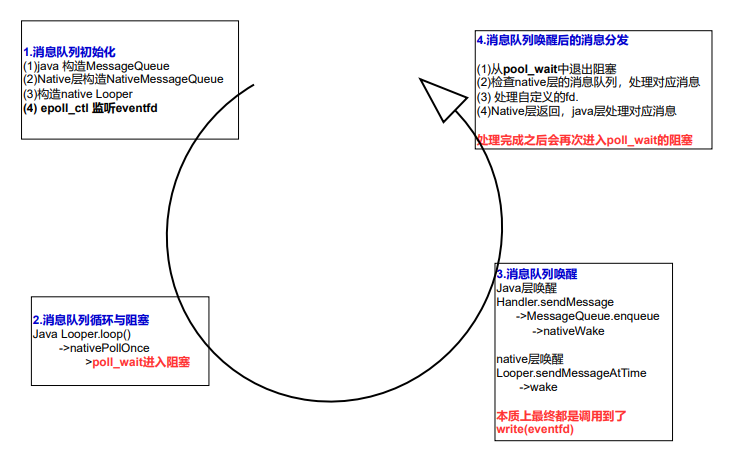 1.消息队列初始化
(1)java 构造MessageQueue
(2)Native层构造NativeMessageQueue
(3)构造native Looper
(4) epoll_ctl 监听eventfd
2.消息队列循环与阻塞
Java Looper.loop()
->nativePollOnce
>poll_wait进入阻塞
3.消息队列唤醒
Java层唤醒
Handler.sendMessage
->MessageQueue.enqueue
->nativeWake
native层唤醒
Looper.sendMessageAtTime
->wake
本质上最终都是调用到了
write(eventfd)
4.消息队列唤醒后的消息分发
(1)从pool_wait中退出阻塞
(2)检查native层的消息队列，处理对应消息
(3) 处理自定义的fd.
(4)Native层返回，java层处理对应消息
处理完成之后会再次进入poll_wait的阻塞